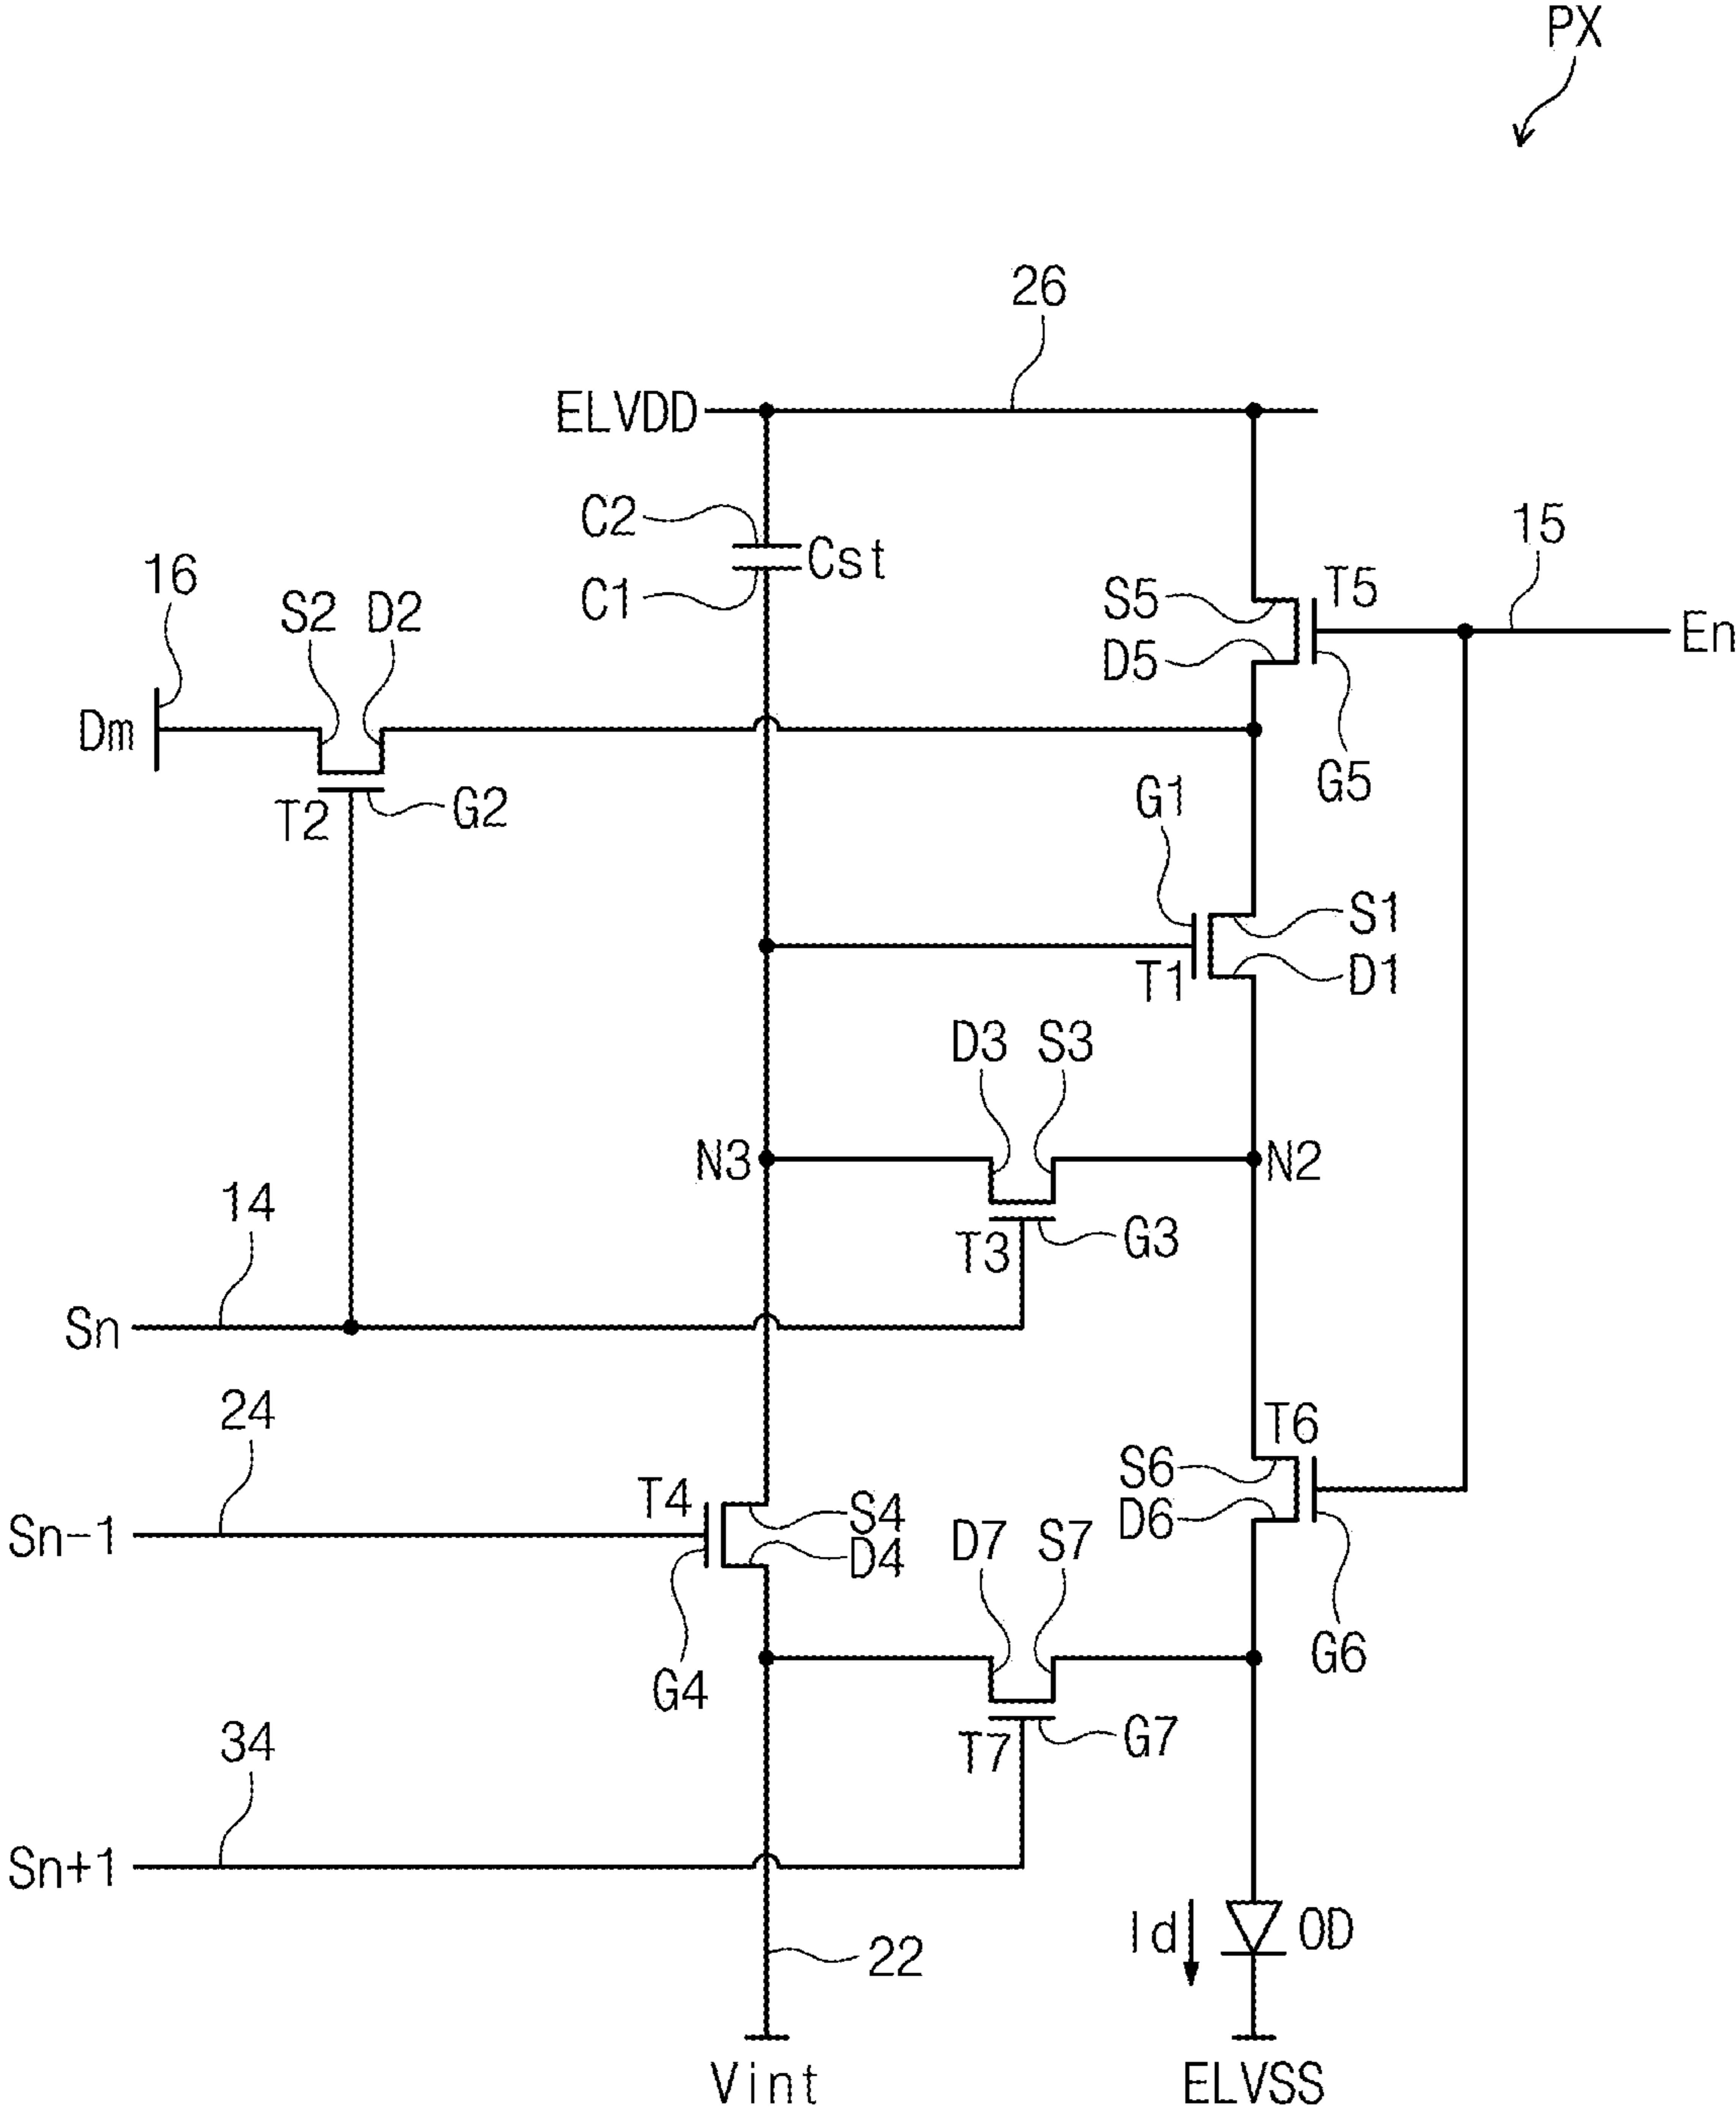 PX
26
ELVDD
C2
Cst
C1
15
16
S2 D2
S5
T5
D5
En
Dm
G5
T2
G2
G1
S1
T1
D1
D3 S3
N3
N2
14
T3
G3
Sn
24
T6
S6
T4
S4
D6
Sn-1
D4
D7 S7
G4
G6
34
T7
G7
Sn+1
Id
OD
22
Vint
ELVSS